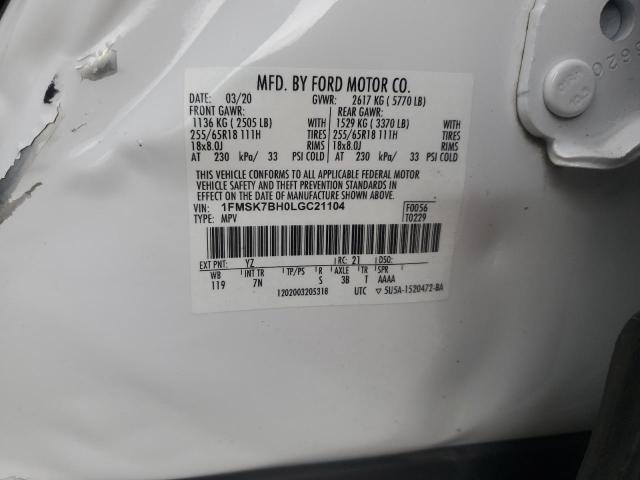 MFD. BY FORD MOTOR CO.
DATE: 03/20 GVWR: 2617 KG ( 5770 LB)
FRONT GAWR: REAR GAWR:
1136 KG ( 2505 LB) WITH 1529 KG ( 3370 LB) WITH
255/65R18 111H TIRES 255/65R18 111H TIRES
18x8.0J RIMS 18x8.0J RIMS
AT 230 kPa/ 33 PSI COLD AT 230 kPa/ 33 PSI COLD
THIS VEHICLE CONFORMS TO ALL APPLICABLE FEDERAL MOTOR
VEHICLE SAFETY AND THEFT PREVENTION STANDARDS IN
EFFECT ON THE DATE OF MANUFACTURE SHOWN ABOVE.
VIN: 1FMSK7BH0LGC21104 F0056
TYPE: MPV T0229
EXT PNT: YZ RC: 21 DSO:
WB INT TR TP/PS R AXLE TR SPR
119 7N S 3B T AAAA
1202003205318 UTC ▽ 5U5A-1520472-BA